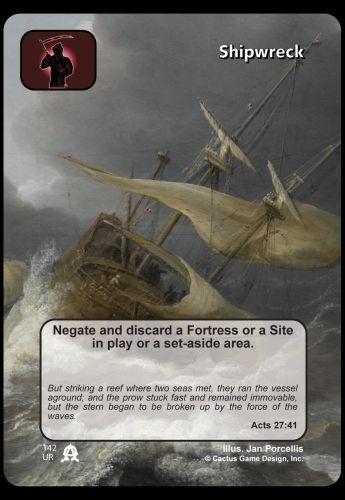 Shipwreck
Negate and discard a Fortress or a Site
in play or a set-aside area.
But striking a reef where two seas met, they ran the vessel
aground; and the prow stuck fast and remained immovable,
but the stern began to be broken up by the force of the
waves.
Acts 27:41
142
UR
Illus. Jan Porcellis
© Cactus Game Design, Inc.